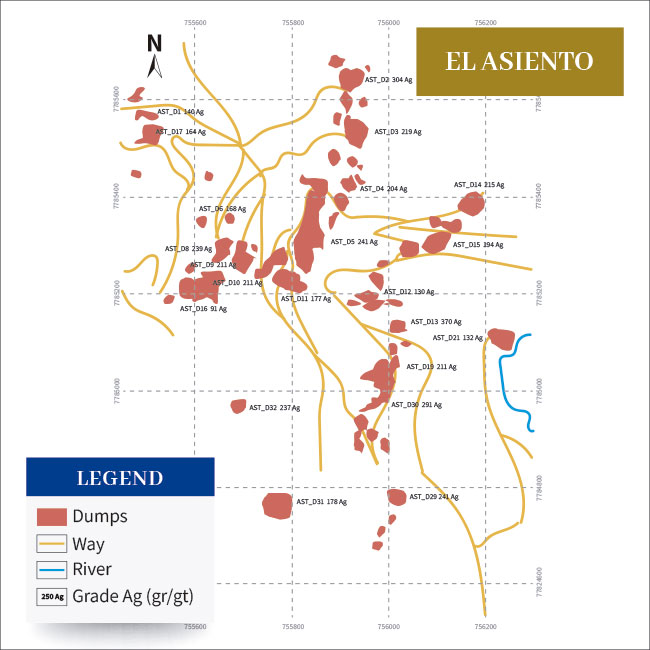 755600
755800
756000
756200
N
EL ASIENTO
AST_D2 304 Ag
7785600
AST_D1 140 Ag
AST_D17 164 Ag
AST_D3 219 Ag
AST_D14 215 Ag
AST_D4 204 Ag
7785400
7785400
AST_D6 168 Ag
AST_D5 241 Ag
AST_D15 194 Ag
AST_D8 239 Ag
AST_D9 211 Ag
AST_D10 211 Ag
AST_D12 130 Ag
AST_D11 177 Ag
7785200
7785200
AST_D16 91 Ag
AST_D13 370 Ag
AST_D21 132 Ag
AST_D19 211 Ag
7785000
7785000
AST_D32 237 Ag
AST_D30 291 Ag
LEGEND
Dumps
Way
River
250 Ag Grade Ag (gr/gt)
AST_D31 178 Ag
AST_D29 241 Ag
7784800
7784600
755600
755800
756000
756200